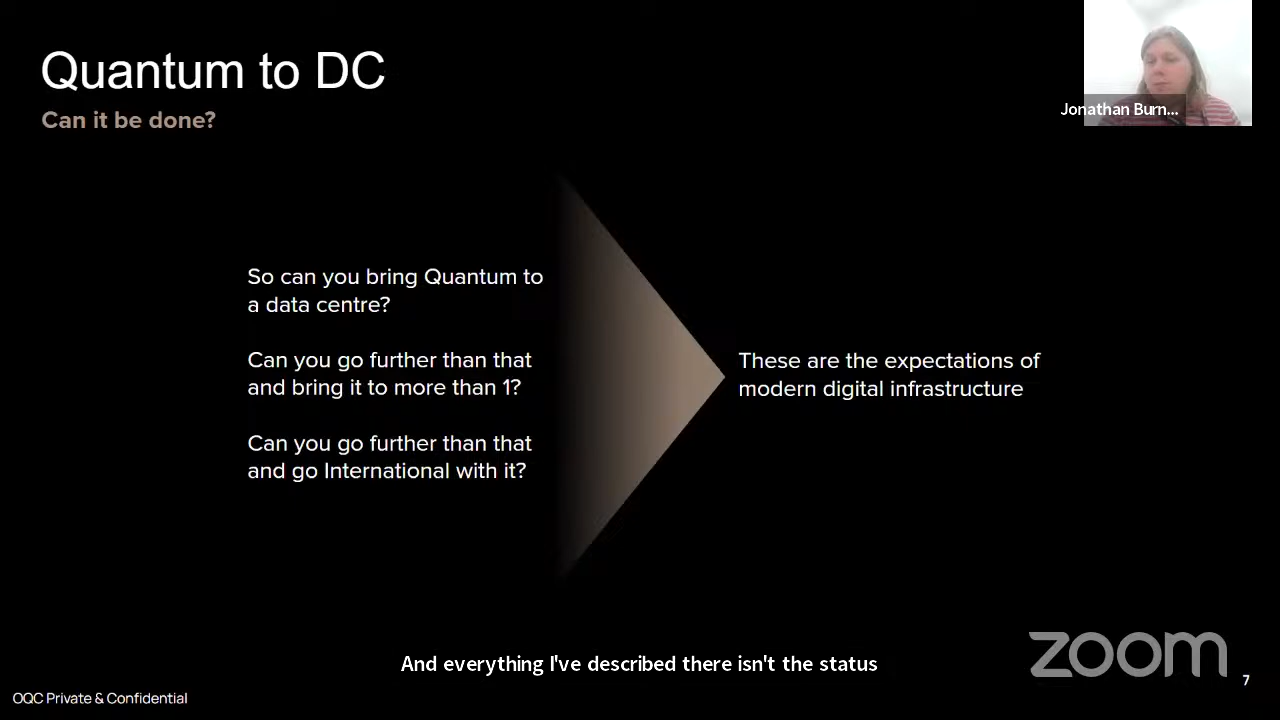 Quantum to DC
Can it be done?
Jonathan Burn...
So can you bring Quantum to
a data centre?
Can you go further than that
and bring it to more than 1?
Can you go further than that
and go International with it?
These are the expectations of
modern digital infrastructure
And everything I've described there isn't the status
zoom
7
OQC Private & Confidential